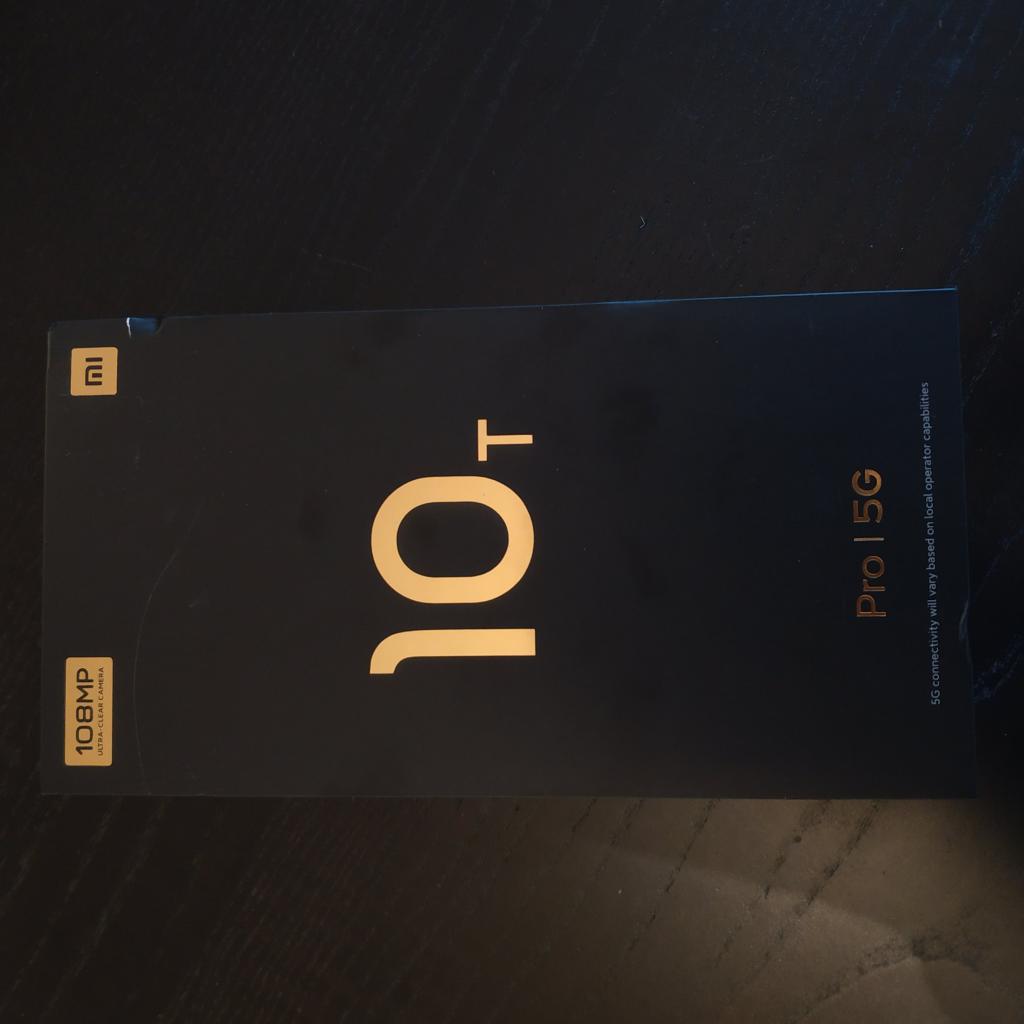 108MP
ULTRA-CLEAR CAMERA
mi
10T
Pro | 5G
5G connectivity will vary based on local operator capabilities